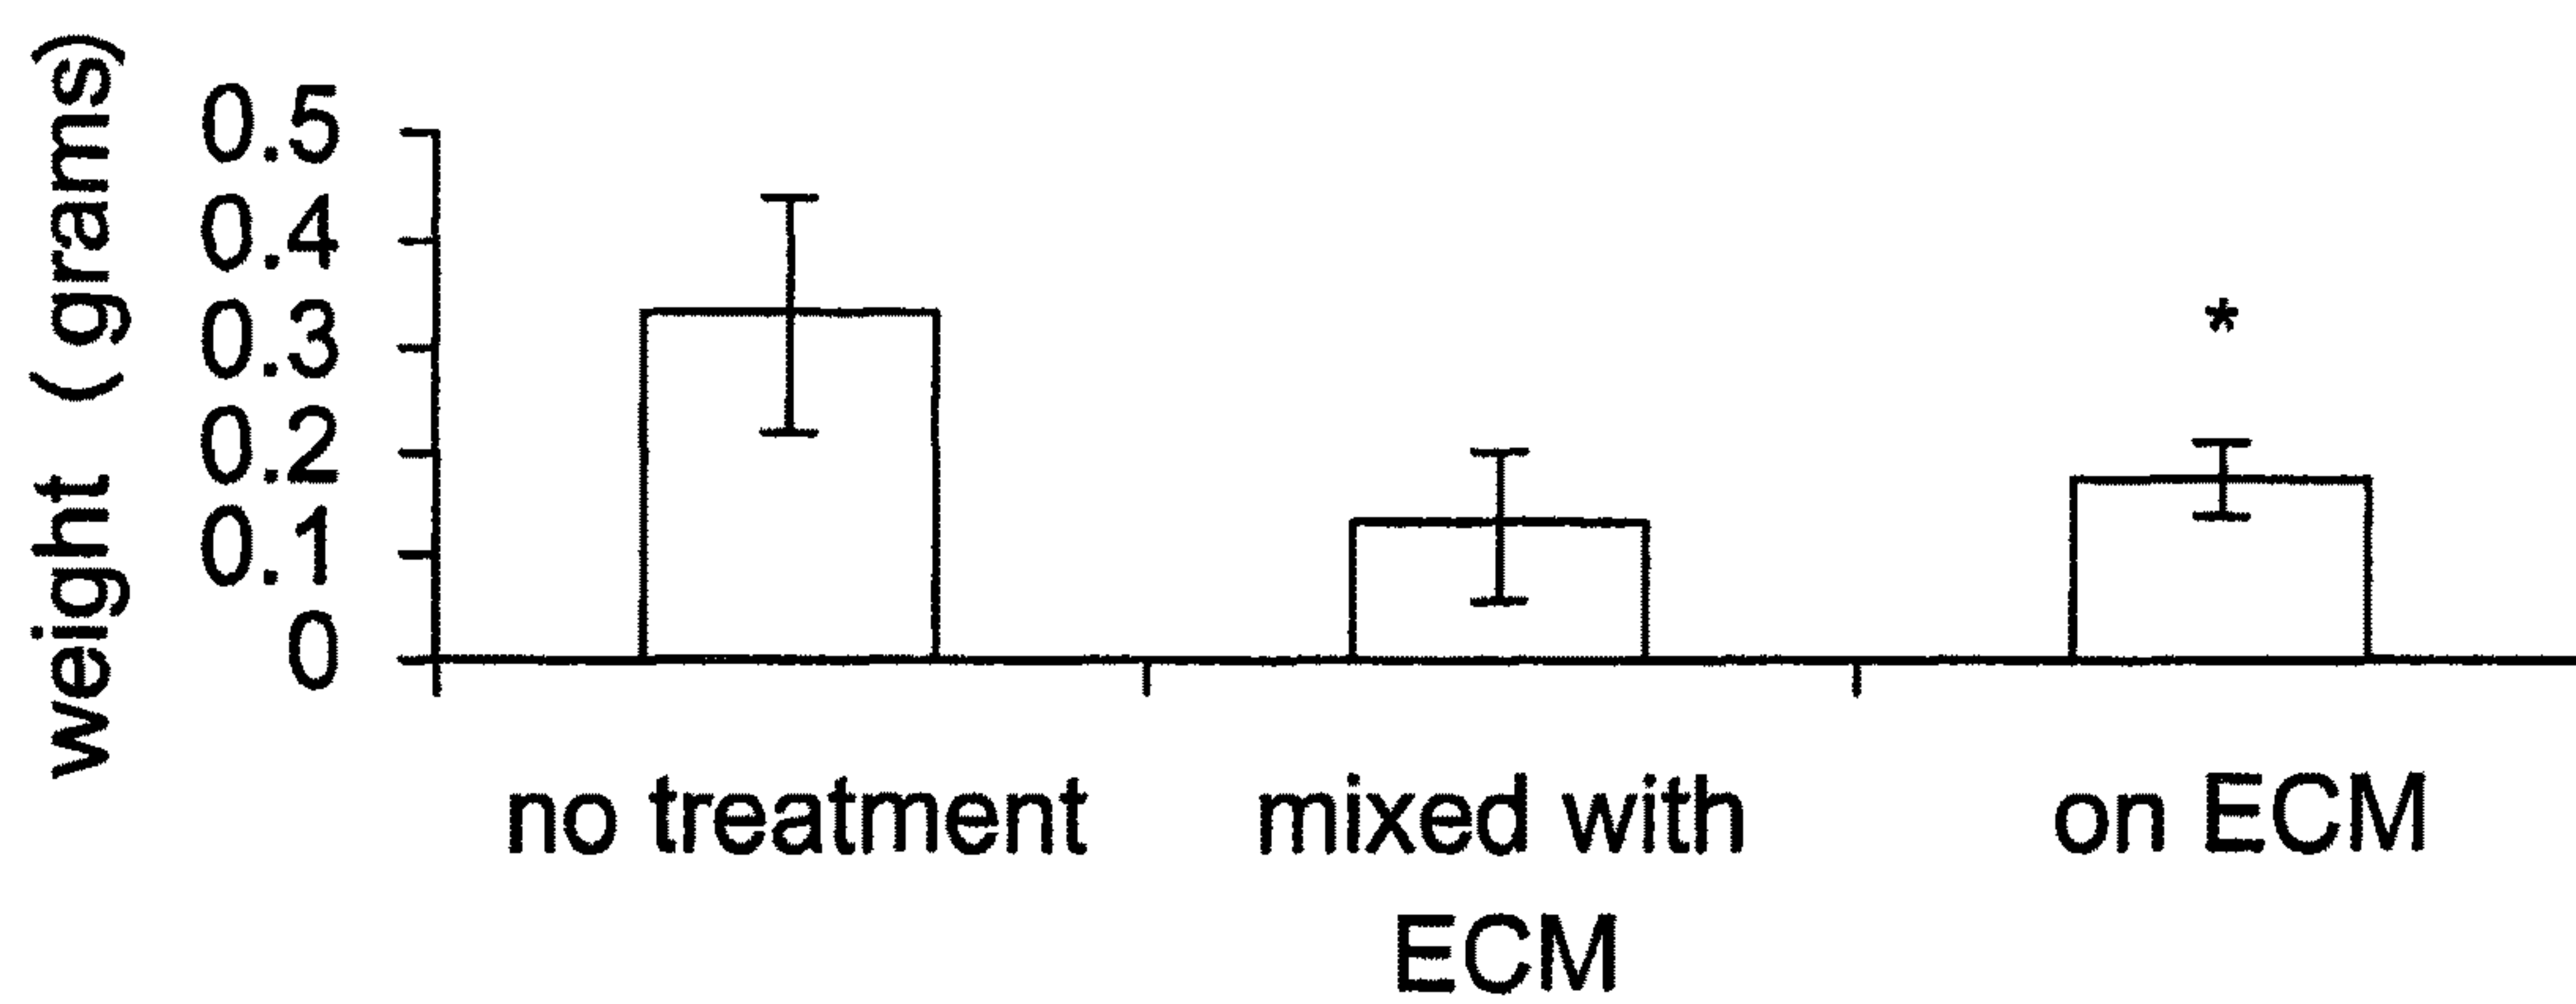 weight (grams)
0.5
0.4
0.3
0.2
0.1
0
*
no treatment
mixed with
ECM
on ECM